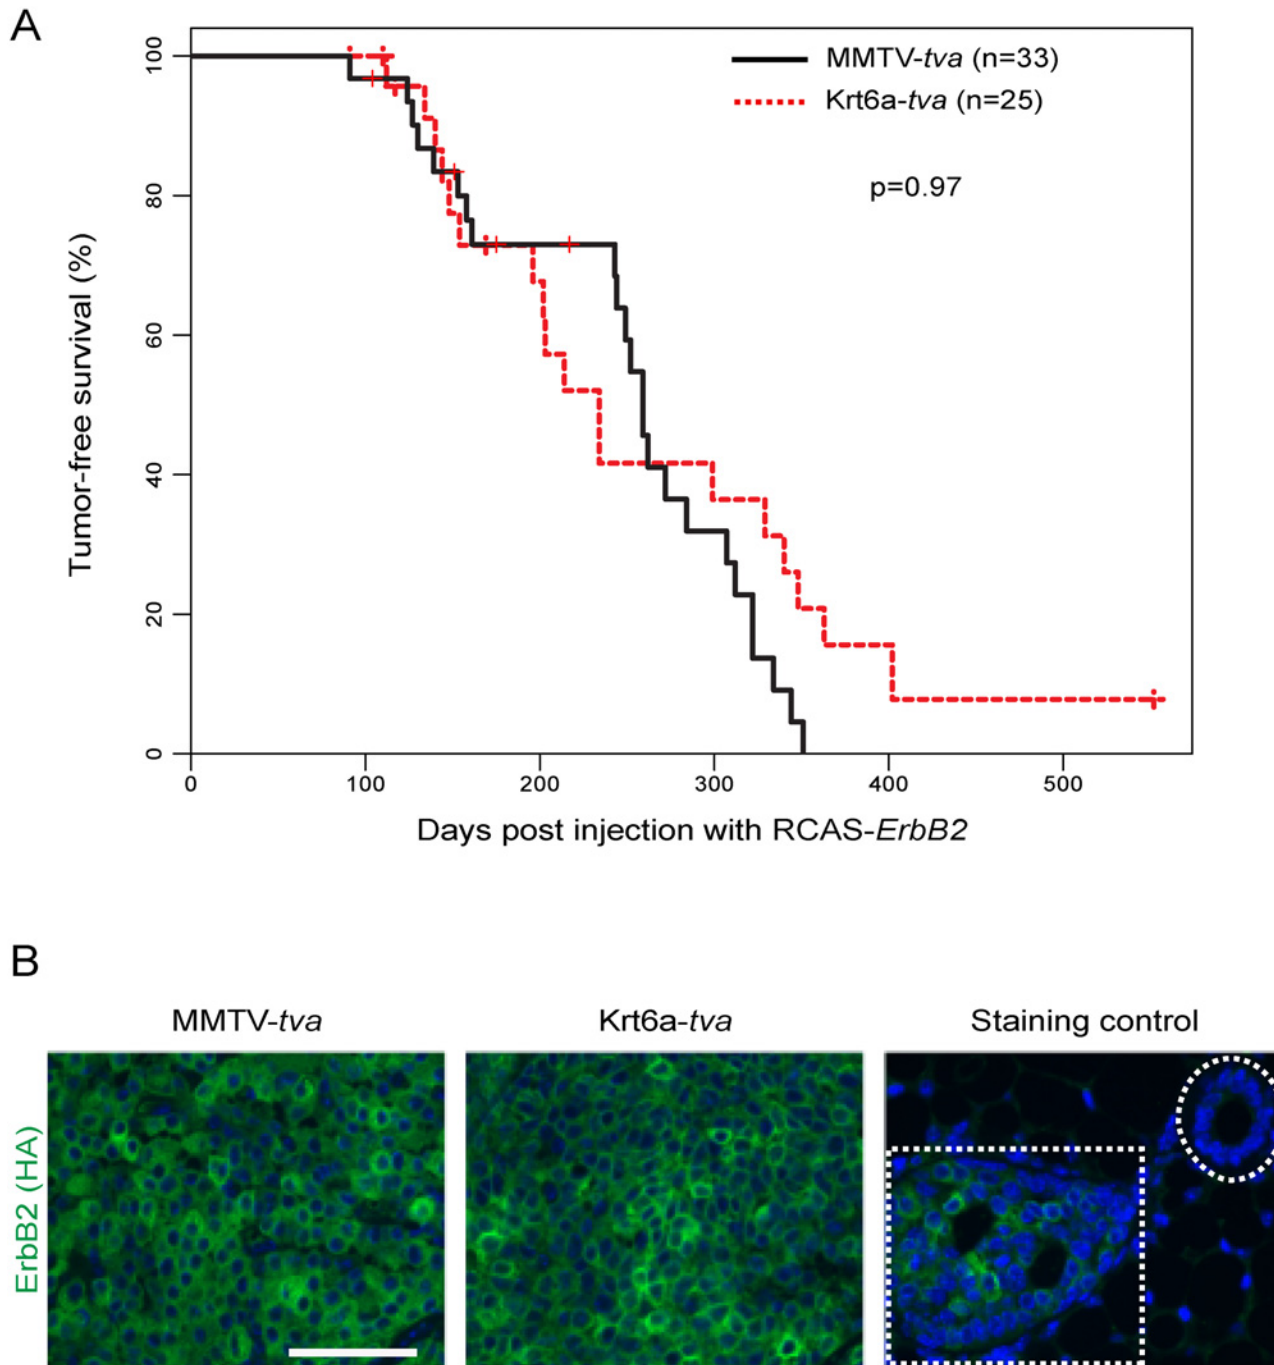 A
MMTV-tva (n=33)
Krt6a-tva (n=25)
p=0.97
Tumor-free survival (%)
100
80
60
40
20
0
0 100 200 300 400 500
Days post injection with RCAS-ErbB2
B
MMTV-tva Krt6a-tva Staining control
ErbB2 (HA)